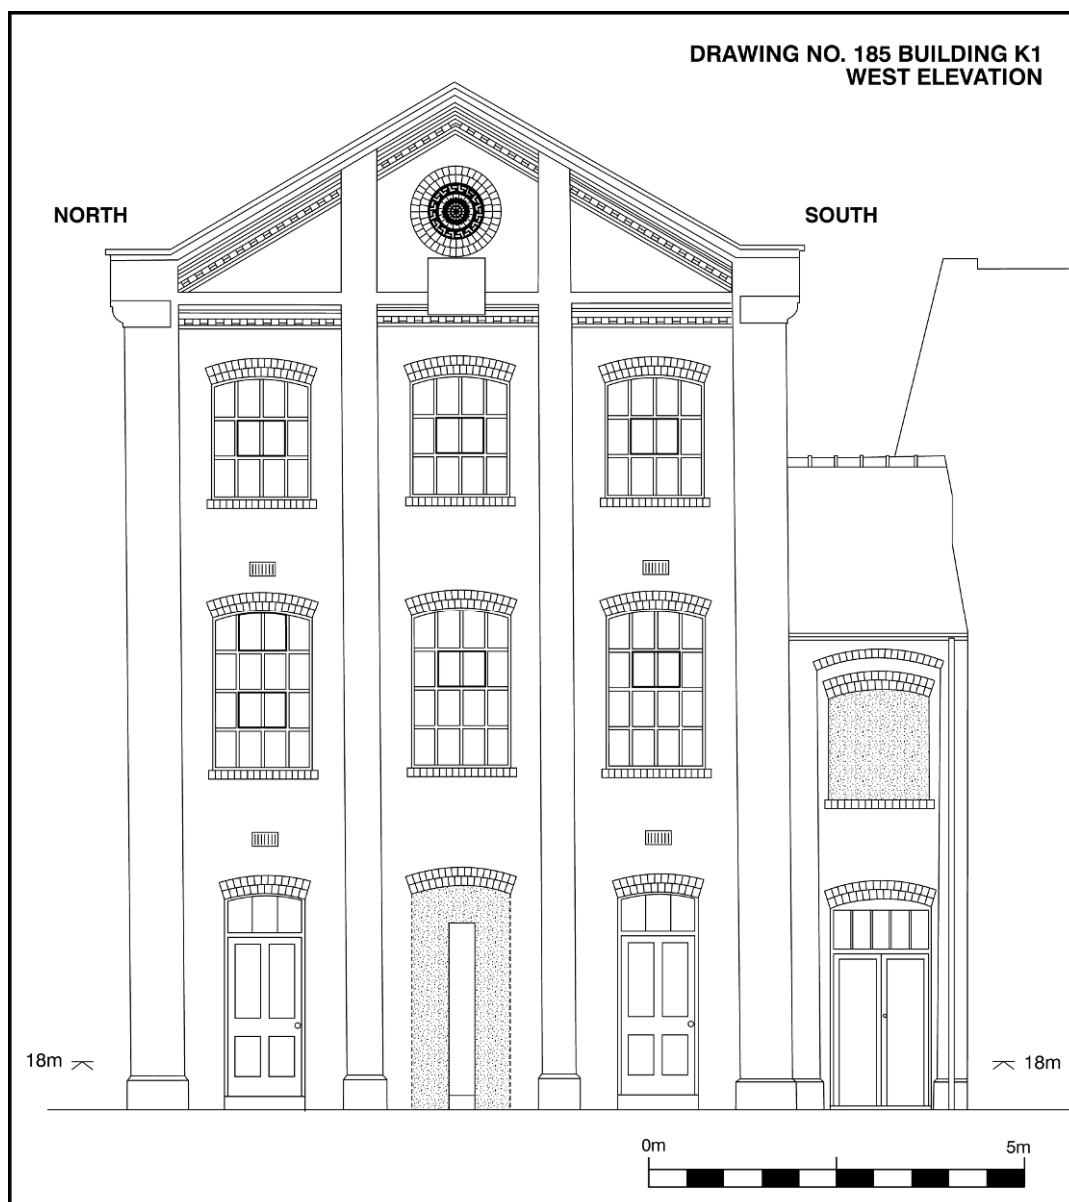 DRAWING NO. 185 BUILDING K1
WEST ELEVATION
NORTH
SOUTH
18m
18m
0m
5m